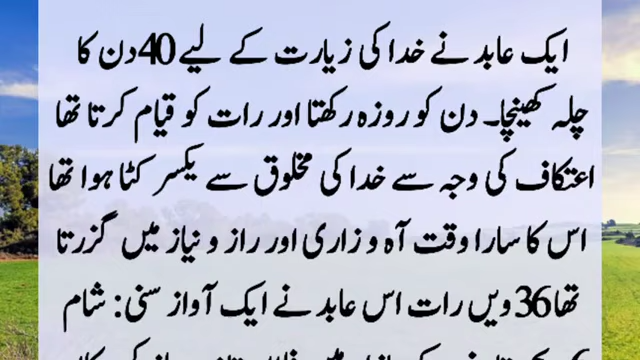 ایک عابد نے خدا کی زیارت کے لیے 40 دن کا
چلہ کھینچا۔ دن کو روزہ رکھتا اور رات کو قیام کرتا تھا
اعتکاف کی وجہ سے خدا کی مخلوق سے یکسر کٹا ہوا تھا
اس کا سارا وقت آہ و زاری اور راز و نیاز میں گزرتا
تھا 36 ویں رات اس عابد نے ایک آواز سنی : شام